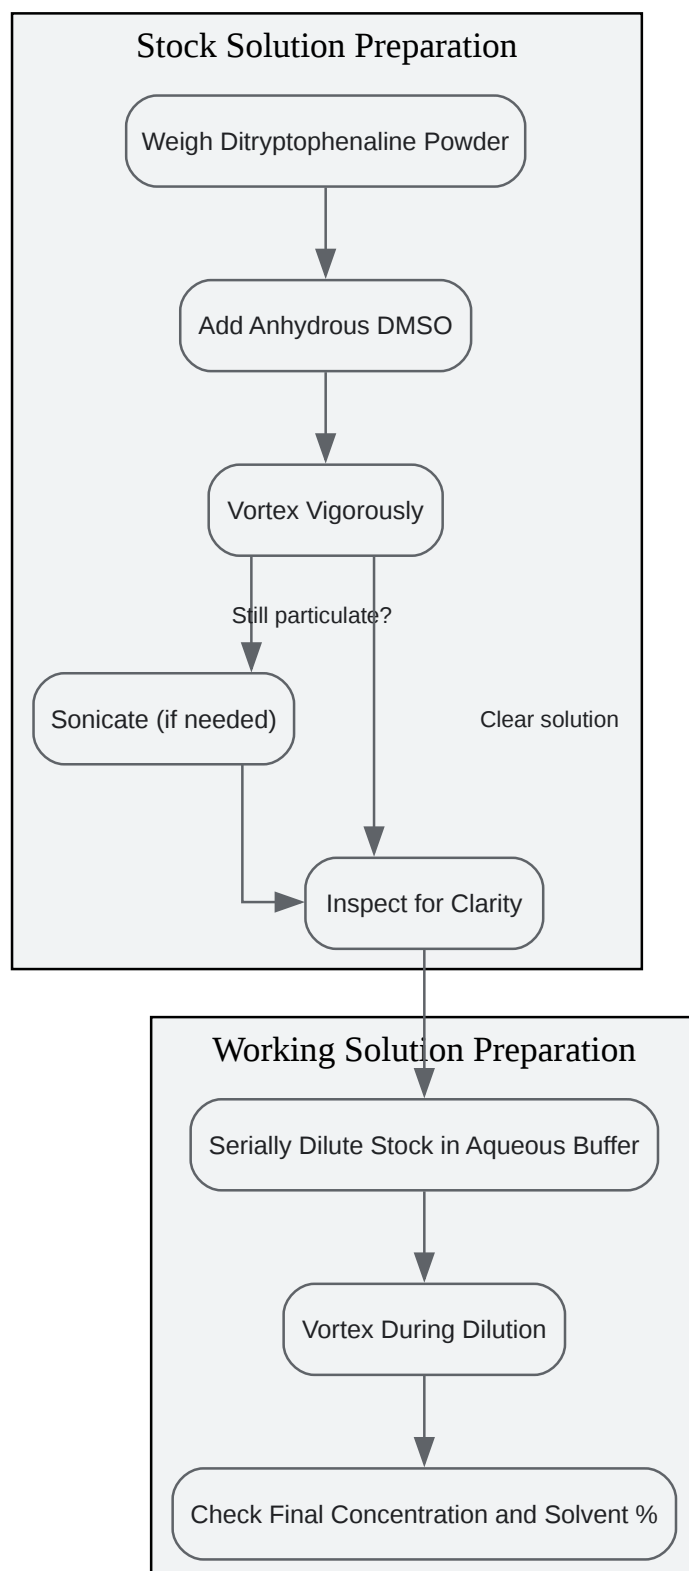 Stock Solution Preparation
Weigh Ditryptophenaline Powder
Add Anhydrous DMSO
Vortex Vigorously
Still particulate?
Sonicate (if needed)
Clear solution
Inspect for Clarity
Working Solution Preparation
Serially Dilute Stock in Aqueous Buffer
Vortex During Dilution
Check Final Concentration and Solvent %